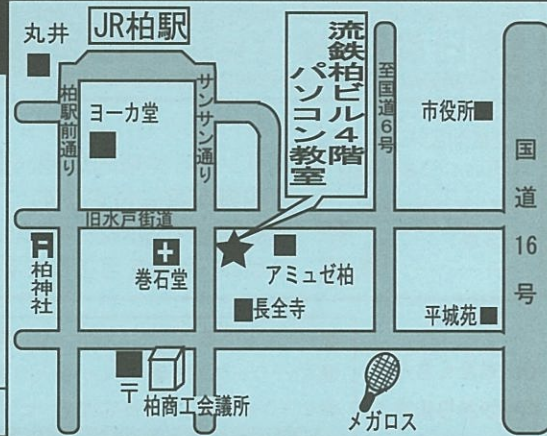 丸井
JR柏駅
流鉄柏ビル4階
パソコン教室
至国道6号
市役所
国道16号
柏駅前通り
ヨーカ堂
サンサン通り
旧水戸街道
柏神社
巻石堂
アミュゼ柏
長全寺
平城苑
〒
柏商工会議所
メガロス